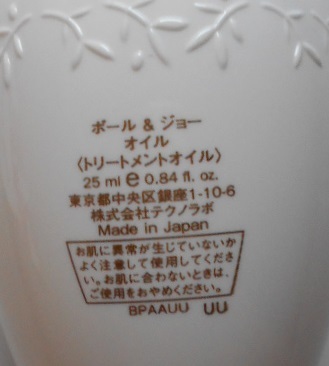 ポール & ジョー
オイル
〈トリートメントオイル〉
25 ml e 0.84 fl. oz.
東京都中央区銀座1-10-6
株式会社テクノラボ
Made in Japan
お肌に異常が生じていないか
よく注意して使用してくださ
い。お肌に合わないときは、
ご使用をおやめください。
BPAAUU UU